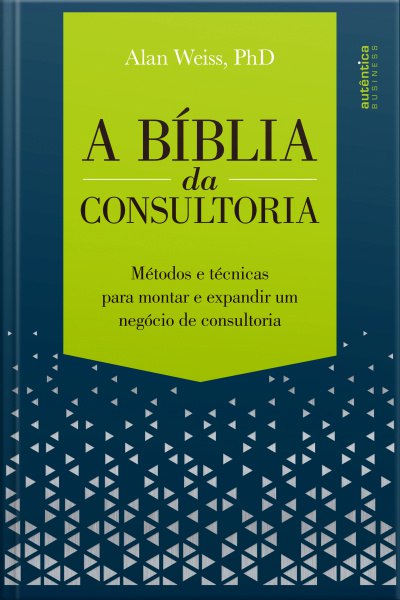 Alan Weiss, PhD
autêntica
BUSINESS
A BÍBLIA
da
CONSULTORIA
Métodos e técnicas
para montar e expandir um
negócio de consultoria